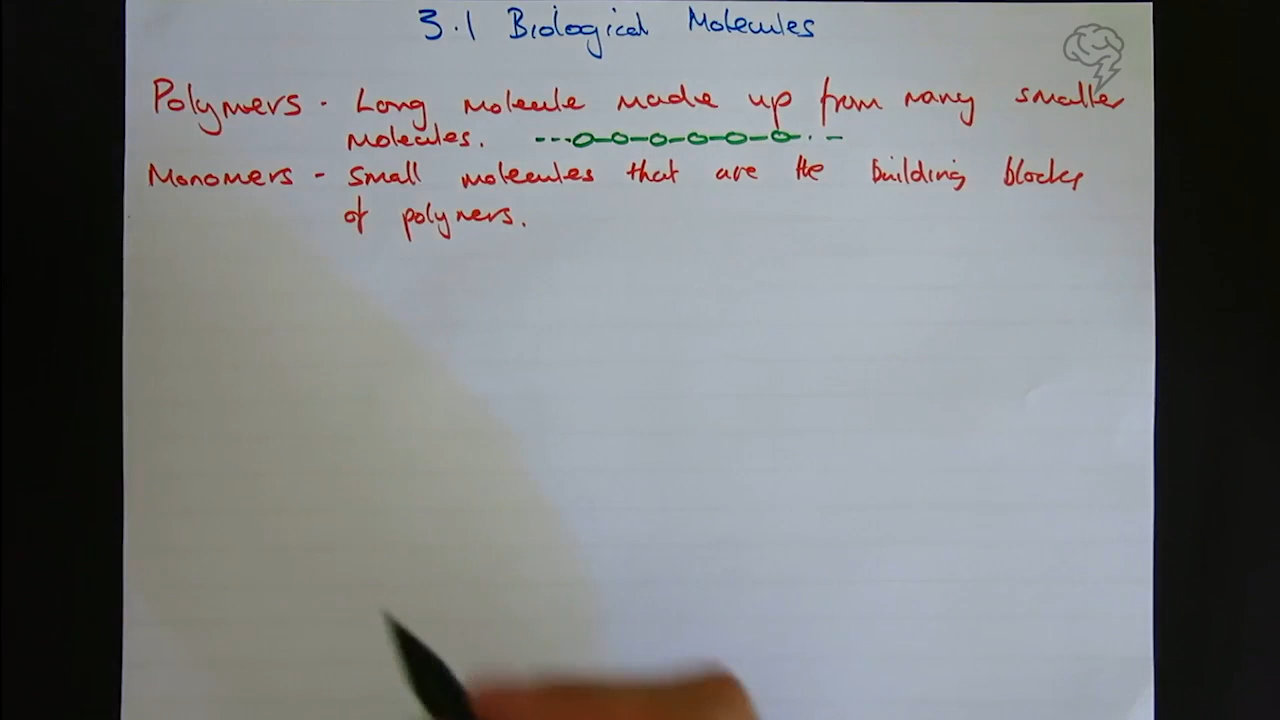 3.1 Biological Molecules
Polymers - Long molecule made up from many smaller
molecules.
Monomers - Small molecules that are the building blocks
of polymers.